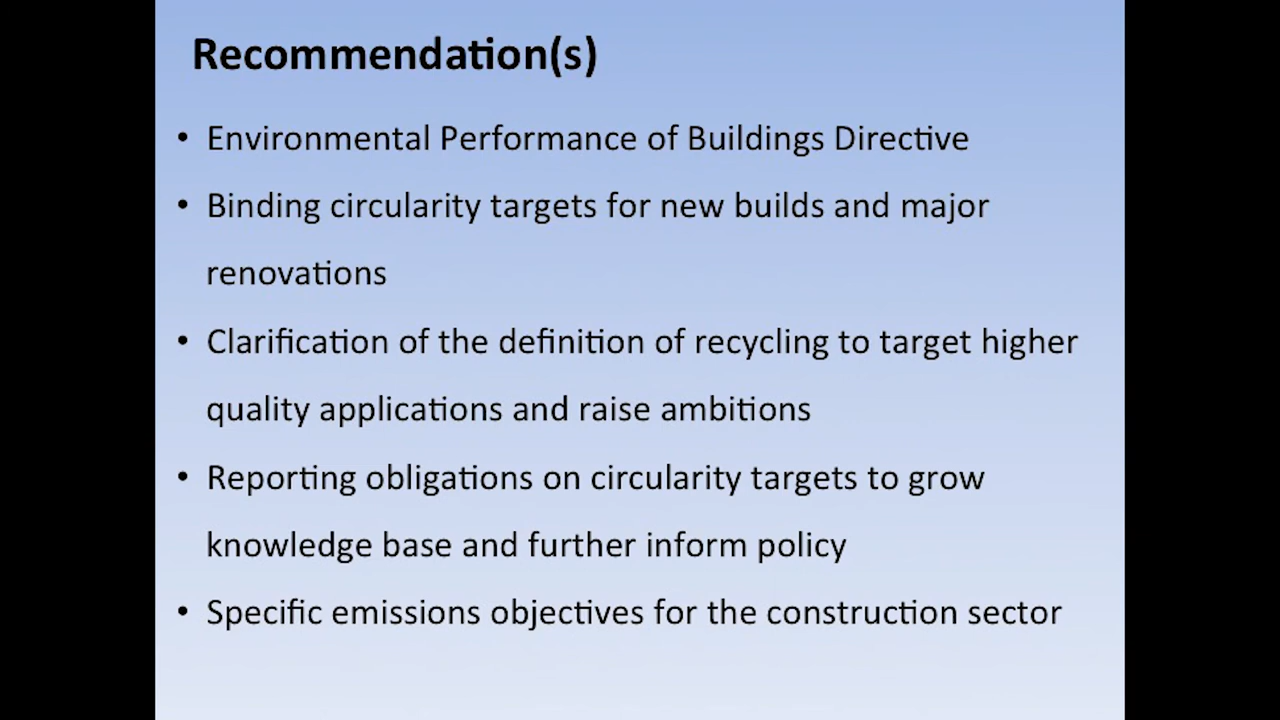 Recommendation(s)
• Environmental Performance of Buildings Directive
• Binding circularity targets for new builds and major
renovations
• Clarification of the definition of recycling to target higher
quality applications and raise ambitions
• Reporting obligations on circularity targets to grow
knowledge base and further inform policy
• Specific emissions objectives for the construction sector